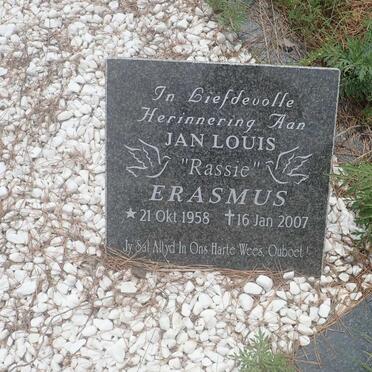 In Liefdevolle
Herinnering Aan
JAN LOUIS
"Rassie"
ERASMUS
★ 21 Okt 1958 ✝ 16 Jan 2007
Jy Sal Altyd In Ons Harte Wees, Ouboet !